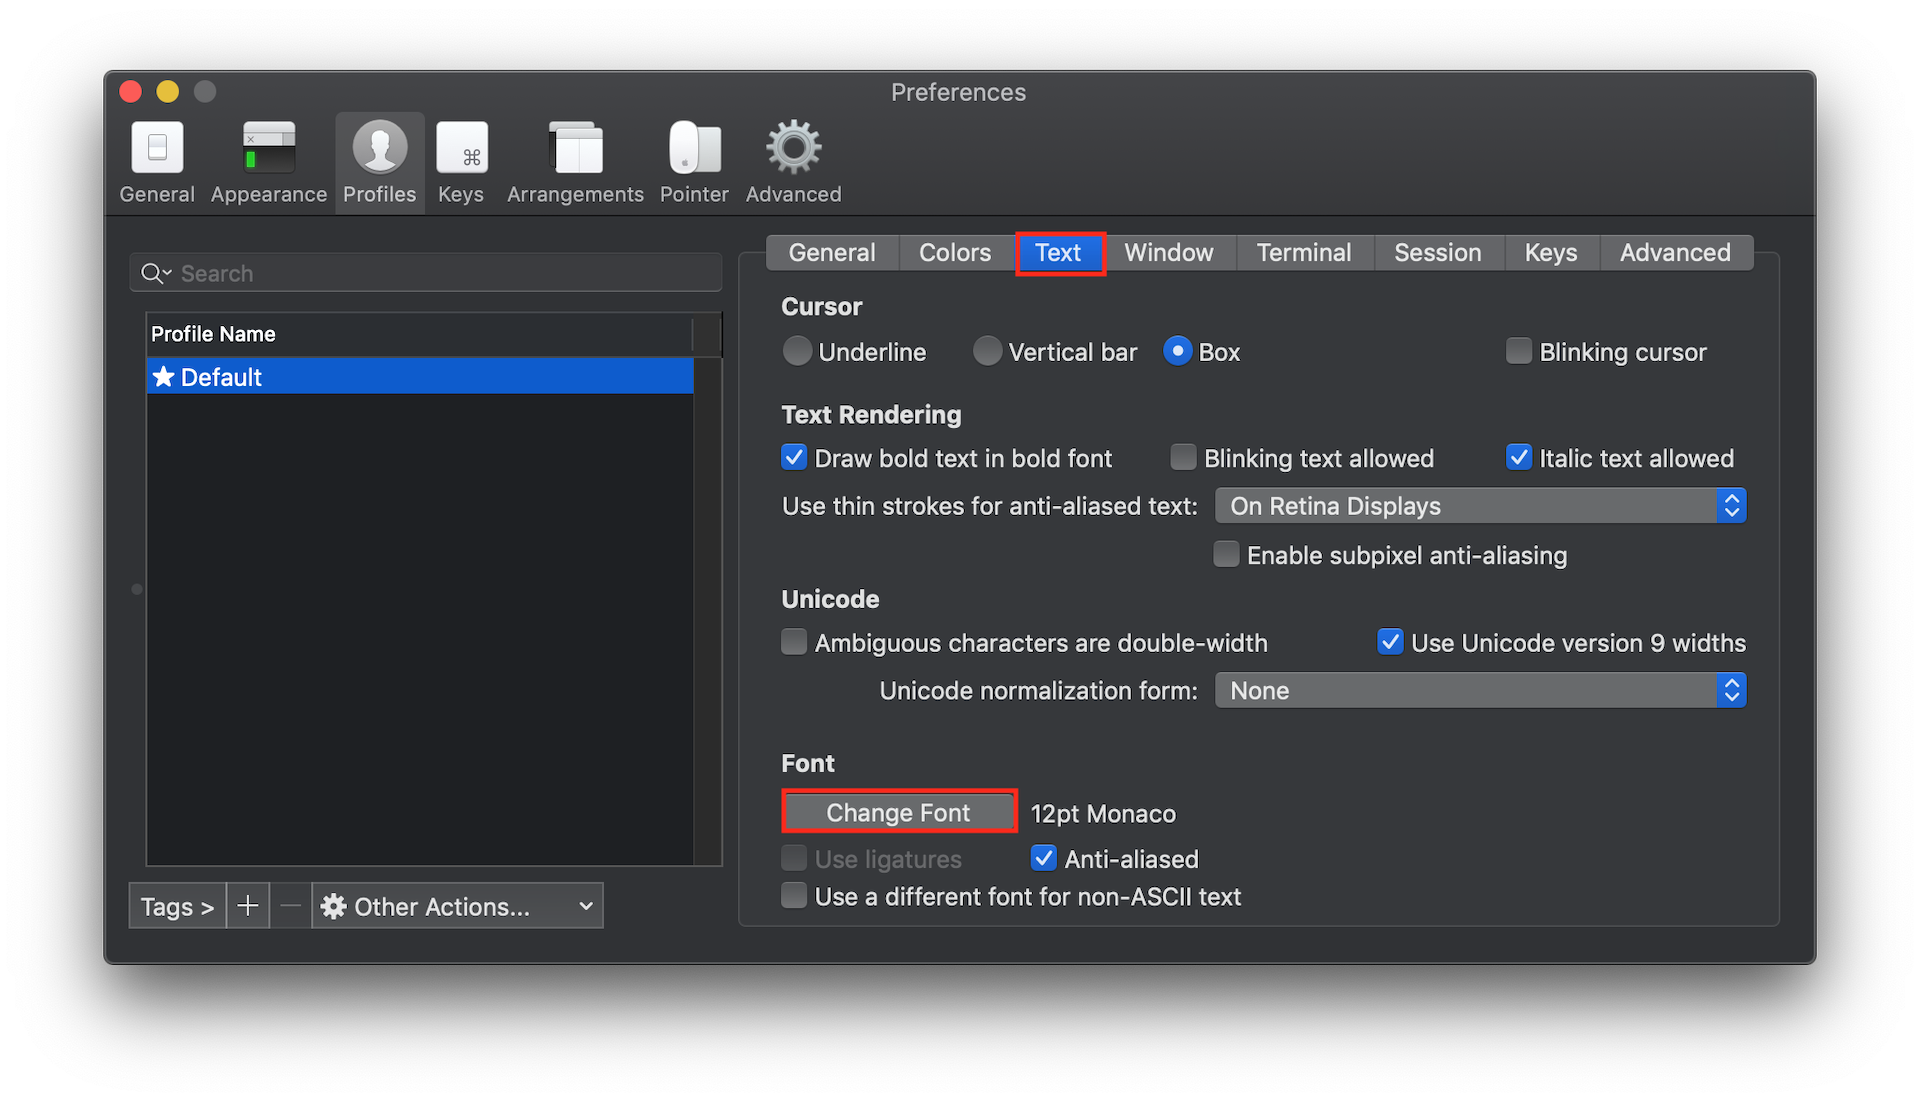 Preferences
General Appearance Profiles Keys Arrangements Pointer Advanced
Search
Profile Name
Default
Tags > + — Other Actions...
General Colors Text Window Terminal Session Keys Advanced
Cursor
Underline Vertical bar Box Blinking cursor
Text Rendering
Draw bold text in bold font Blinking text allowed Italic text allowed
Use thin strokes for anti-aliased text: On Retina Displays
Enable subpixel anti-aliasing
Unicode
Ambiguous characters are double-width Use Unicode version 9 widths
Unicode normalization form: None
Font
Change Font 12pt Monaco
Use ligatures Anti-aliased
Use a different font for non-ASCII text